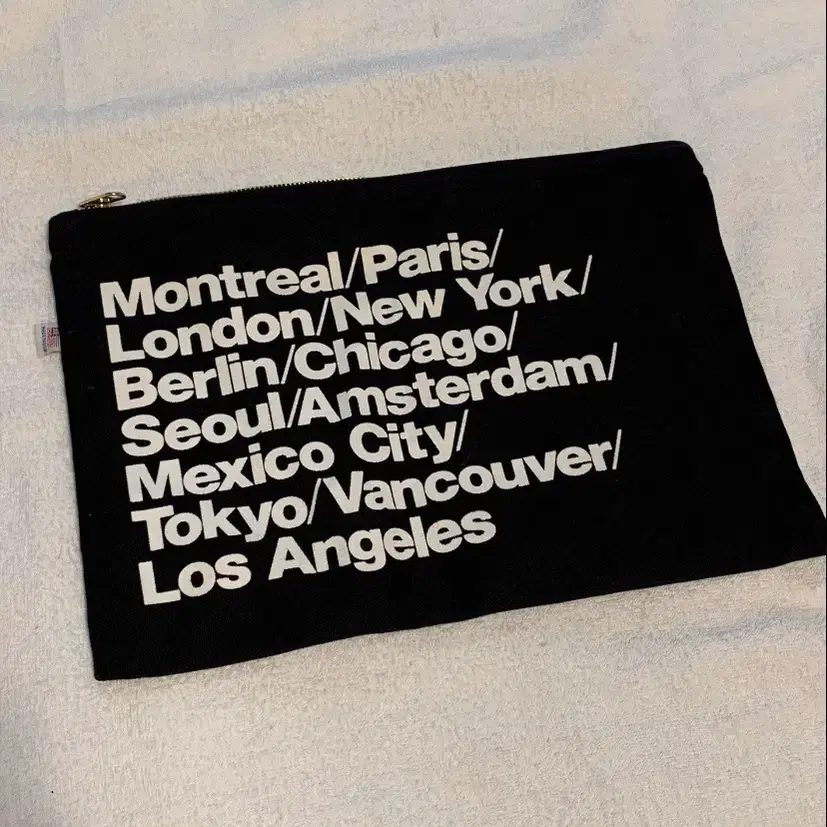 Montreal/Paris/
London/New York/
Berlin/Chicago/
Seoul/Amsterdam/
Mexico City/
Tokyo/Vancouver/
Los Angeles